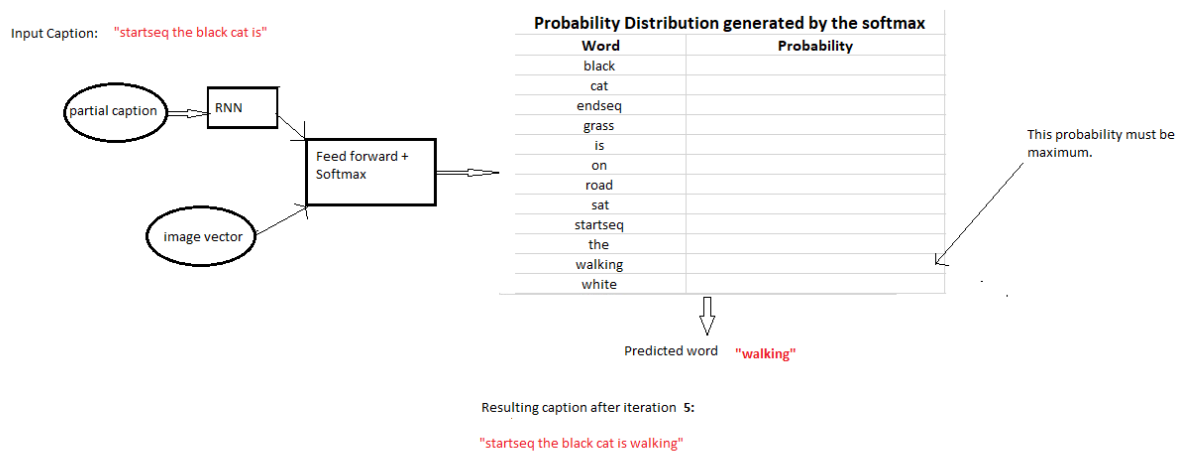 Input Caption: "startseq the black cat is"
partial caption
RNN
Feed forward +
Softmax
image vector
Probability Distribution generated by the softmax
Word Probability
black
cat
endseq
grass
is
on
road
sat
startseq
the
walking
white
This probability must be
maximum.
Predicted word "walking"
Resulting caption after iteration 5:
"startseq the black cat is walking"